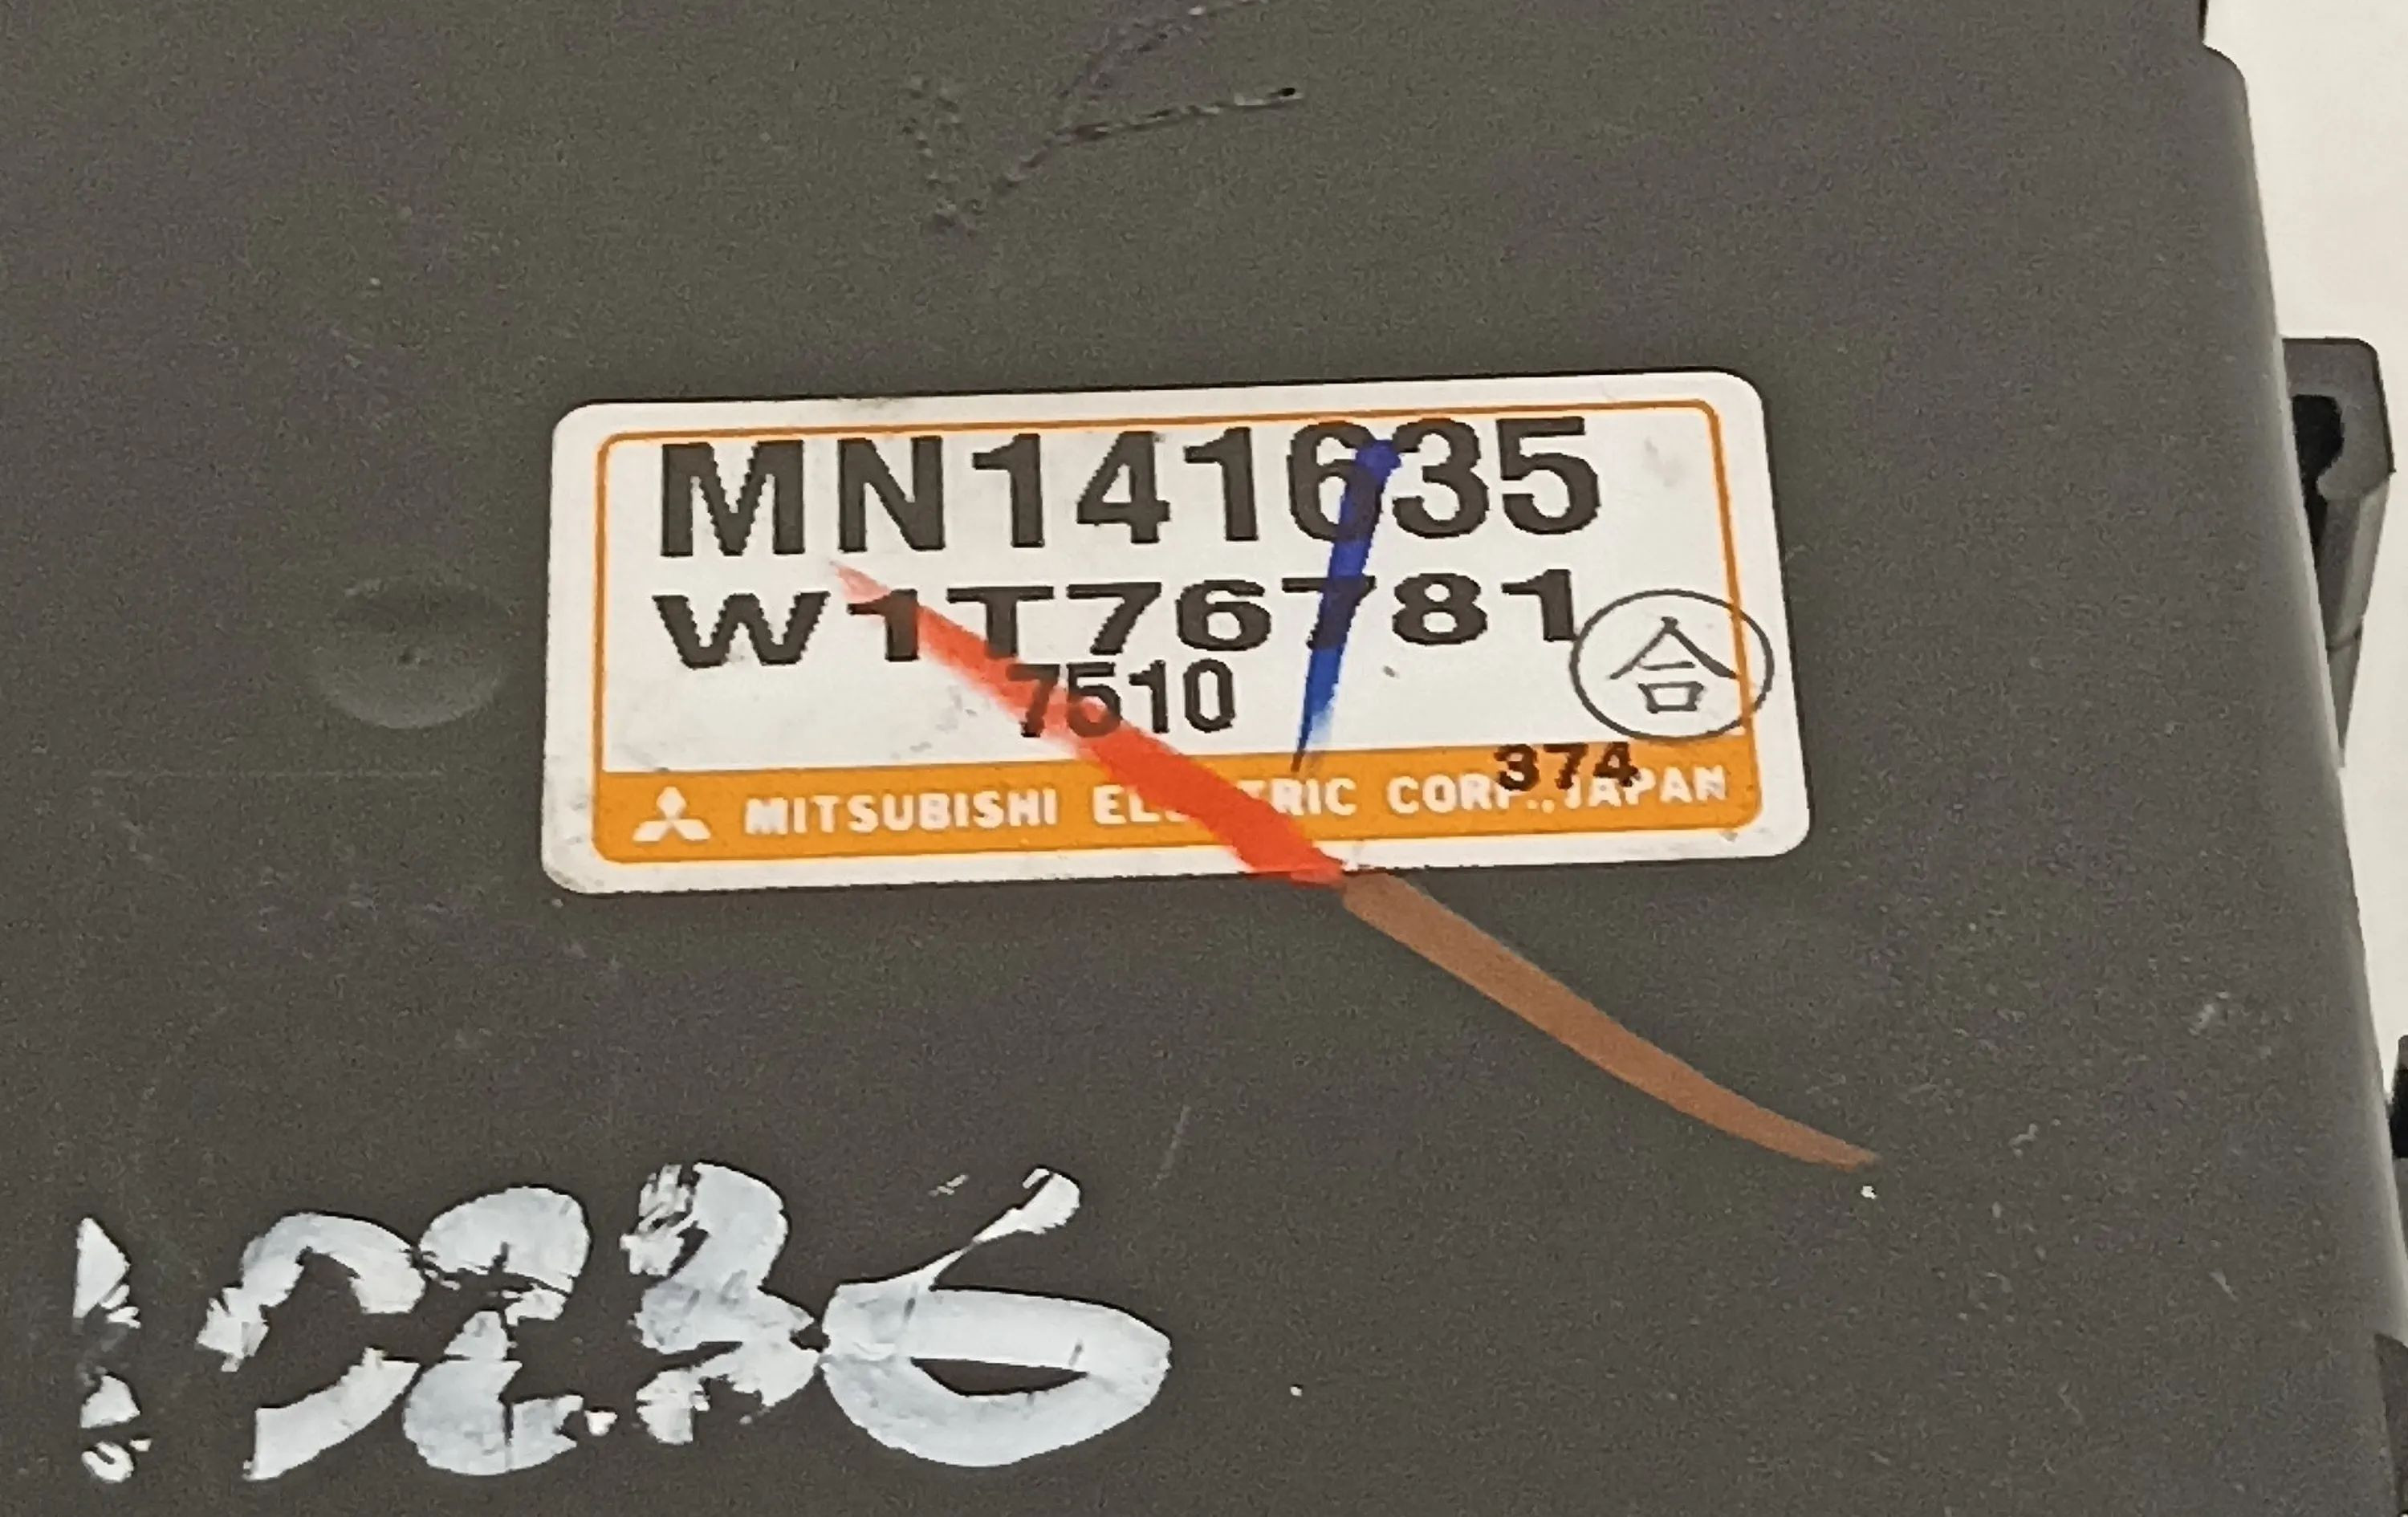 MN141635
W1T76781
7510
合
374
MITSUBISHI ELECTRIC CORP., JAPAN